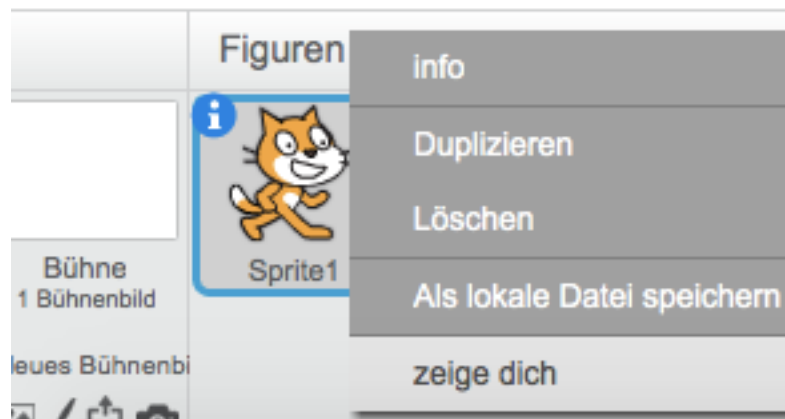 Figuren
info
Duplizieren
Löschen
Als lokale Datei speichern
zeige dich
Sprite1
Bühne
1 Bühnenbild